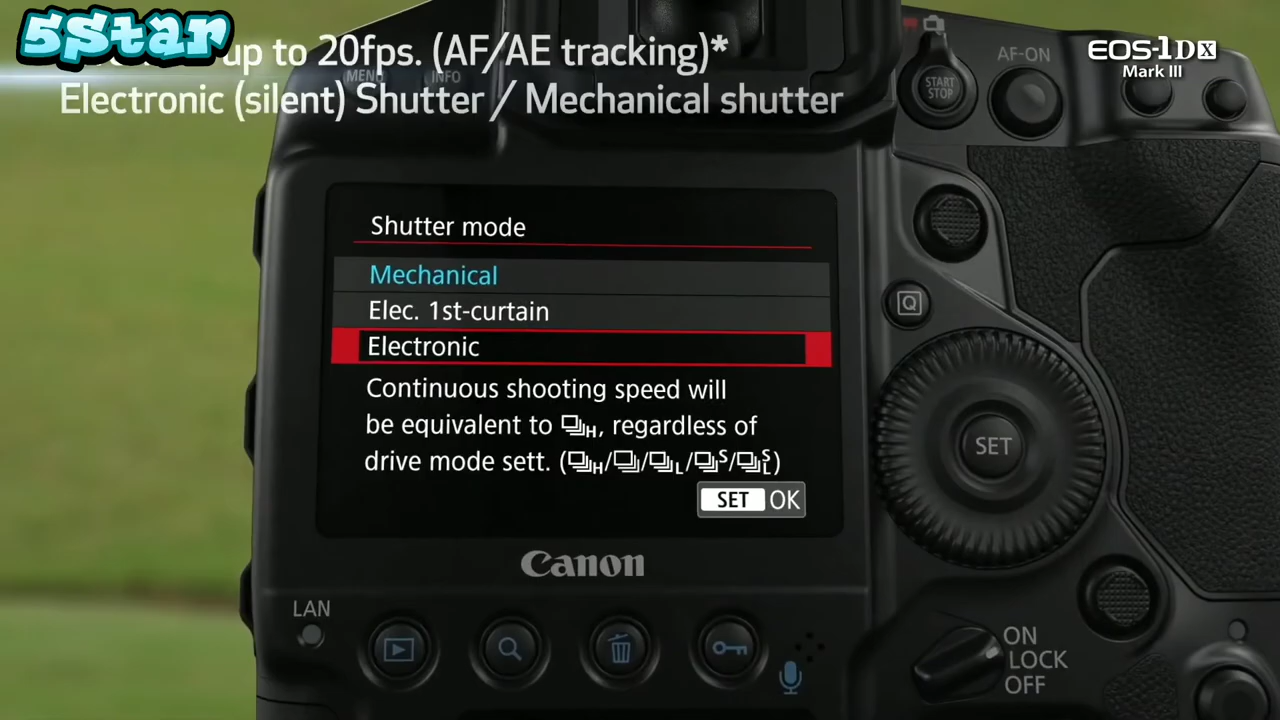 5Star
up to 20fps. (AF/AE tracking)*
Electronic (silent) Shutter / Mechanical shutter
EOS-1DX
Mark III
MENU INFO
START
STOP
AF-ON
Shutter mode
Mechanical
Elec. 1st-curtain
Electronic
Continuous shooting speed will
be equivalent to H, regardless of
drive mode sett. (H/ / L/ S/ SL)
SET OK
Q
SET
Canon
LAN
ON
LOCK
OFF